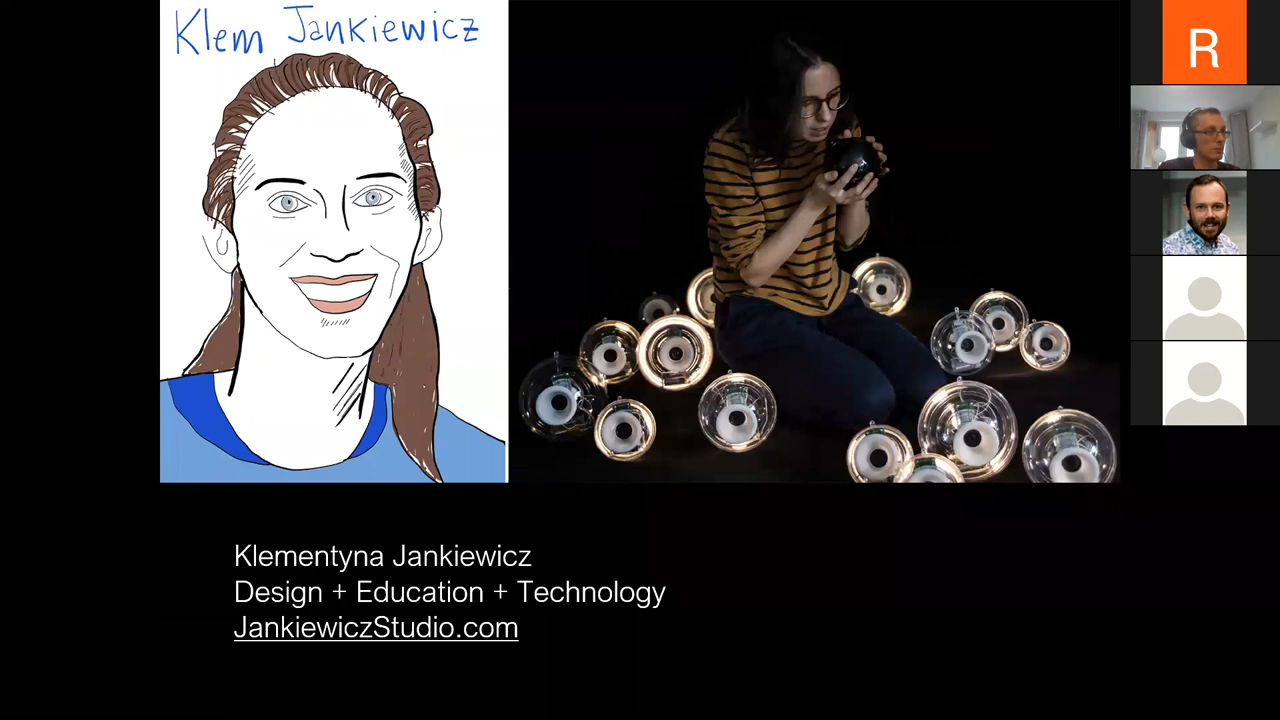 Klem Jankiewicz
R
Klementyna Jankiewicz
Design + Education + Technology
JankiewiczStudio.com